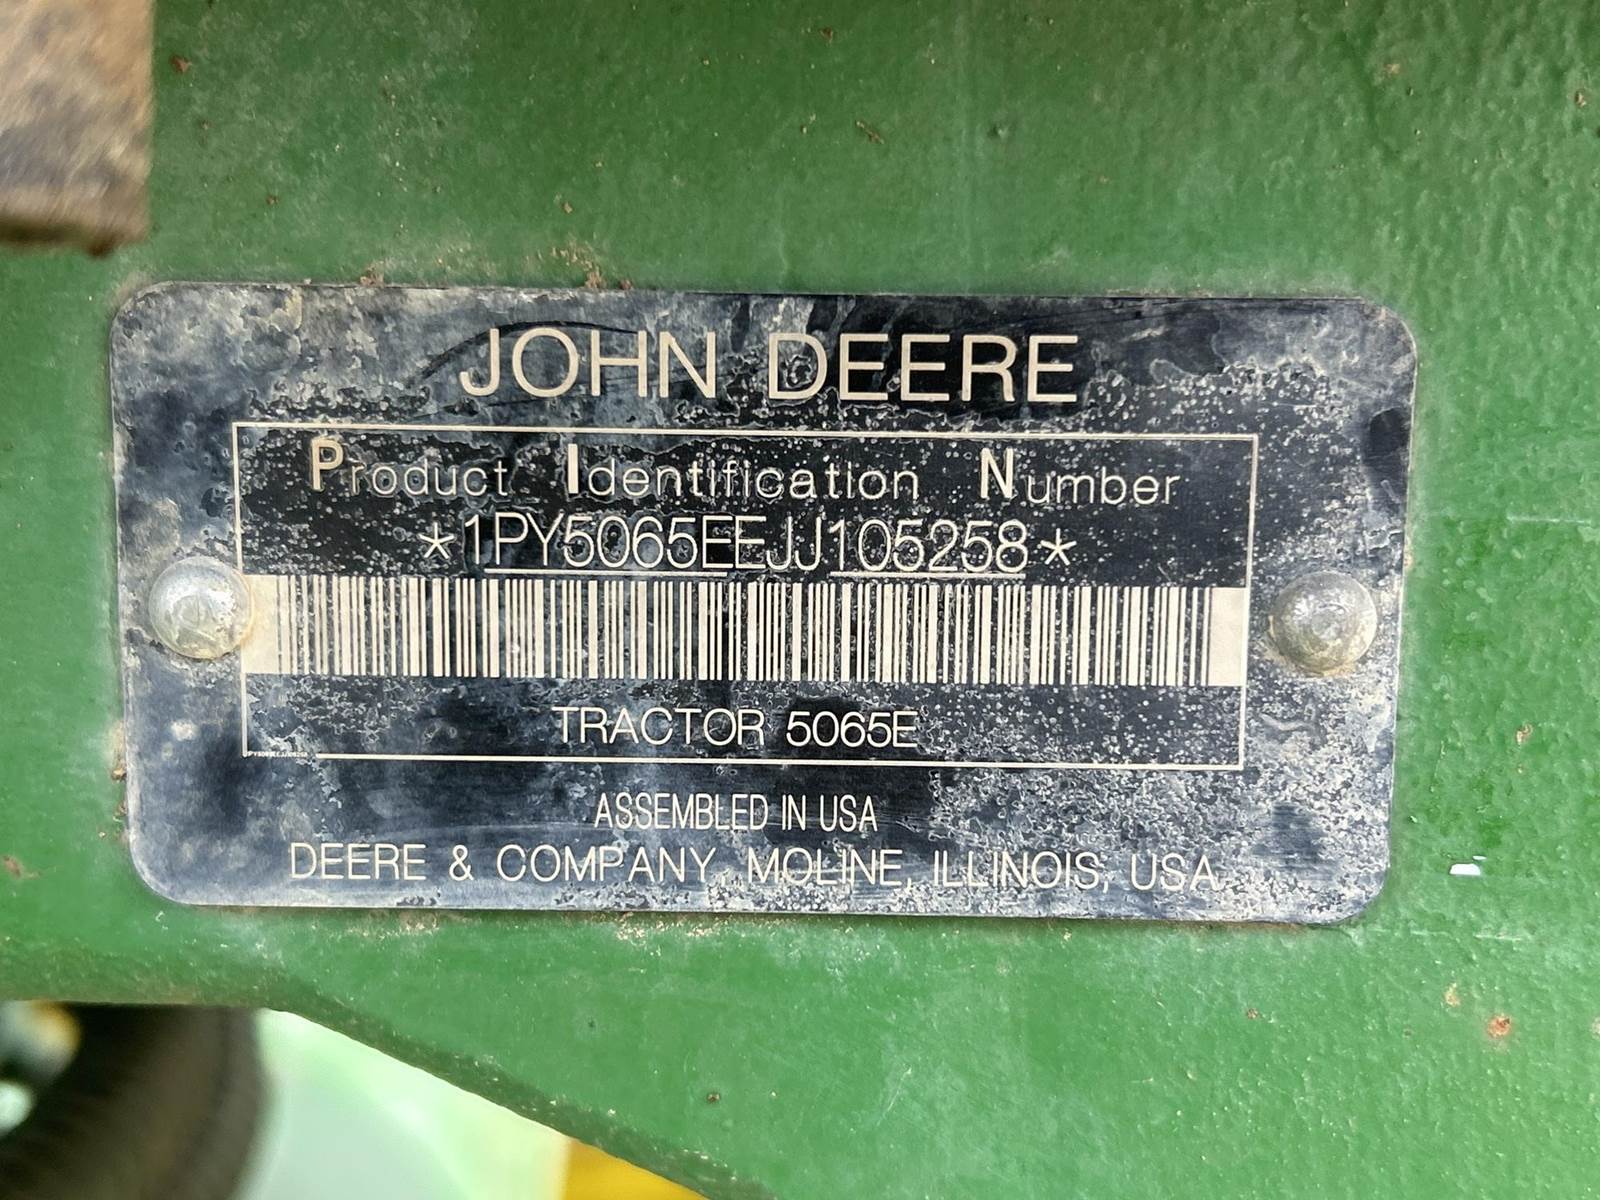 JOHN DEERE
Product Identification Number
*1PY5065EEJJ105258*
TRACTOR 5065E
ASSEMBLED IN USA
DEERE & COMPANY, MOLINE, ILLINOIS, USA